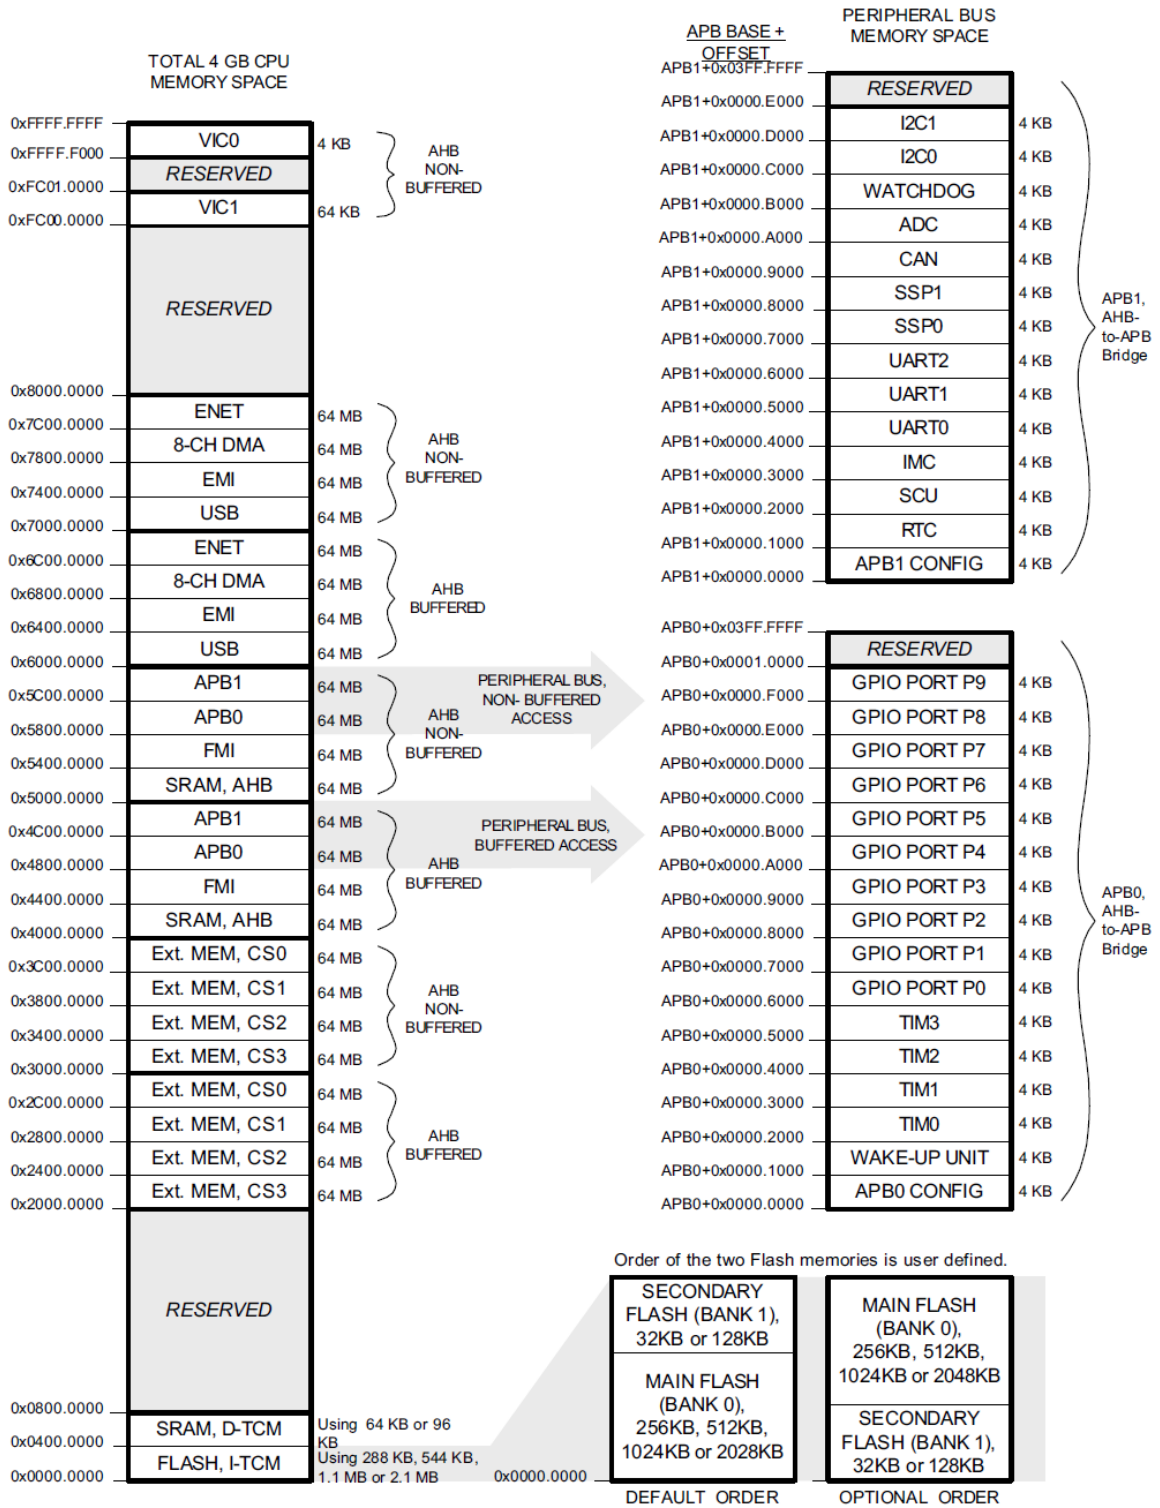 TOTAL 4 GB CPU
MEMORY SPACE
0xFFFF.FFFF
VIC0
4 KB
0xFFFF.F000
RESERVED
0xFC01.0000
VIC1
64 KB
0xFC00.0000
AHB
NON-
BUFFERED
RESERVED
0x8000.0000
ENET
64 MB
0x7C00.0000
8-CH DMA
64 MB
0x7800.0000
EMI
64 MB
0x7400.0000
USB
64 MB
0x7000.0000
AHB
NON-
BUFFERED
ENET
64 MB
0x6C00.0000
8-CH DMA
64 MB
0x6800.0000
EMI
64 MB
0x6400.0000
USB
64 MB
0x6000.0000
AHB
BUFFERED
APB1
64 MB
0x5C00.0000
APB0
64 MB
0x5800.0000
FMI
64 MB
0x5400.0000
SRAM, AHB
64 MB
0x5000.0000
AHB
NON-
BUFFERED
PERIPHERAL BUS,
NON- BUFFERED
ACCESS
APB1
64 MB
0x4C00.0000
APB0
64 MB
0x4800.0000
FMI
64 MB
0x4400.0000
SRAM, AHB
64 MB
0x4000.0000
AHB
BUFFERED
PERIPHERAL BUS,
BUFFERED ACCESS
Ext. MEM, CS0
64 MB
0x3C00.0000
Ext. MEM, CS1
64 MB
0x3800.0000
Ext. MEM, CS2
64 MB
0x3400.0000
Ext. MEM, CS3
64 MB
0x3000.0000
AHB
NON-
BUFFERED
Ext. MEM, CS0
64 MB
0x2C00.0000
Ext. MEM, CS1
64 MB
0x2800.0000
Ext. MEM, CS2
64 MB
0x2400.0000
Ext. MEM, CS3
64 MB
0x2000.0000
AHB
BUFFERED
RESERVED
0x0800.0000
SRAM, D-TCM
Using 64 KB or 96
KB
0x0400.0000
FLASH, I-TCM
Using 288 KB, 544 KB,
1.1 MB or 2.1 MB
0x0000.0000
APB BASE +
OFFSET
PERIPHERAL BUS
MEMORY SPACE
APB1+0x03FF.FFFF
RESERVED
APB1+0x0000.E000
I2C1
4 KB
APB1+0x0000.D000
I2C0
4 KB
APB1+0x0000.C000
WATCHDOG
4 KB
APB1+0x0000.B000
ADC
4 KB
APB1+0x0000.A000
CAN
4 KB
APB1+0x0000.9000
SSP1
4 KB
APB1+0x0000.8000
SSP0
4 KB
APB1+0x0000.7000
UART2
4 KB
APB1+0x0000.6000
UART1
4 KB
APB1+0x0000.5000
UART0
4 KB
APB1+0x0000.4000
IMC
4 KB
APB1+0x0000.3000
SCU
4 KB
APB1+0x0000.2000
RTC
4 KB
APB1+0x0000.1000
APB1 CONFIG
4 KB
APB1+0x0000.0000
APB1,
AHB-
to-APB
Bridge
APB0+0x03FF.FFFF
RESERVED
APB0+0x0001.0000
GPIO PORT P9
4 KB
APB0+0x0000.F000
GPIO PORT P8
4 KB
APB0+0x0000.E000
GPIO PORT P7
4 KB
APB0+0x0000.D000
GPIO PORT P6
4 KB
APB0+0x0000.C000
GPIO PORT P5
4 KB
APB0+0x0000.B000
GPIO PORT P4
4 KB
APB0+0x0000.A000
GPIO PORT P3
4 KB
APB0+0x0000.9000
GPIO PORT P2
4 KB
APB0+0x0000.8000
GPIO PORT P1
4 KB
APB0+0x0000.7000
GPIO PORT P0
4 KB
APB0+0x0000.6000
TIM3
4 KB
APB0+0x0000.5000
TIM2
4 KB
APB0+0x0000.4000
TIM1
4 KB
APB0+0x0000.3000
TIM0
4 KB
APB0+0x0000.2000
WAKE-UP UNIT
4 KB
APB0+0x0000.1000
APB0 CONFIG
4 KB
APB0+0x0000.0000
APB0,
AHB-
to-APB
Bridge
Order of the two Flash memories is user defined.
SECONDARY
FLASH (BANK 1),
32KB or 128KB
MAIN FLASH
(BANK 0),
256KB, 512KB,
1024KB or 2028KB
0x0000.0000
DEFAULT ORDER
MAIN FLASH
(BANK 0),
256KB, 512KB,
1024KB or 2048KB
SECONDARY
FLASH (BANK 1),
32KB or 128KB
OPTIONAL ORDER